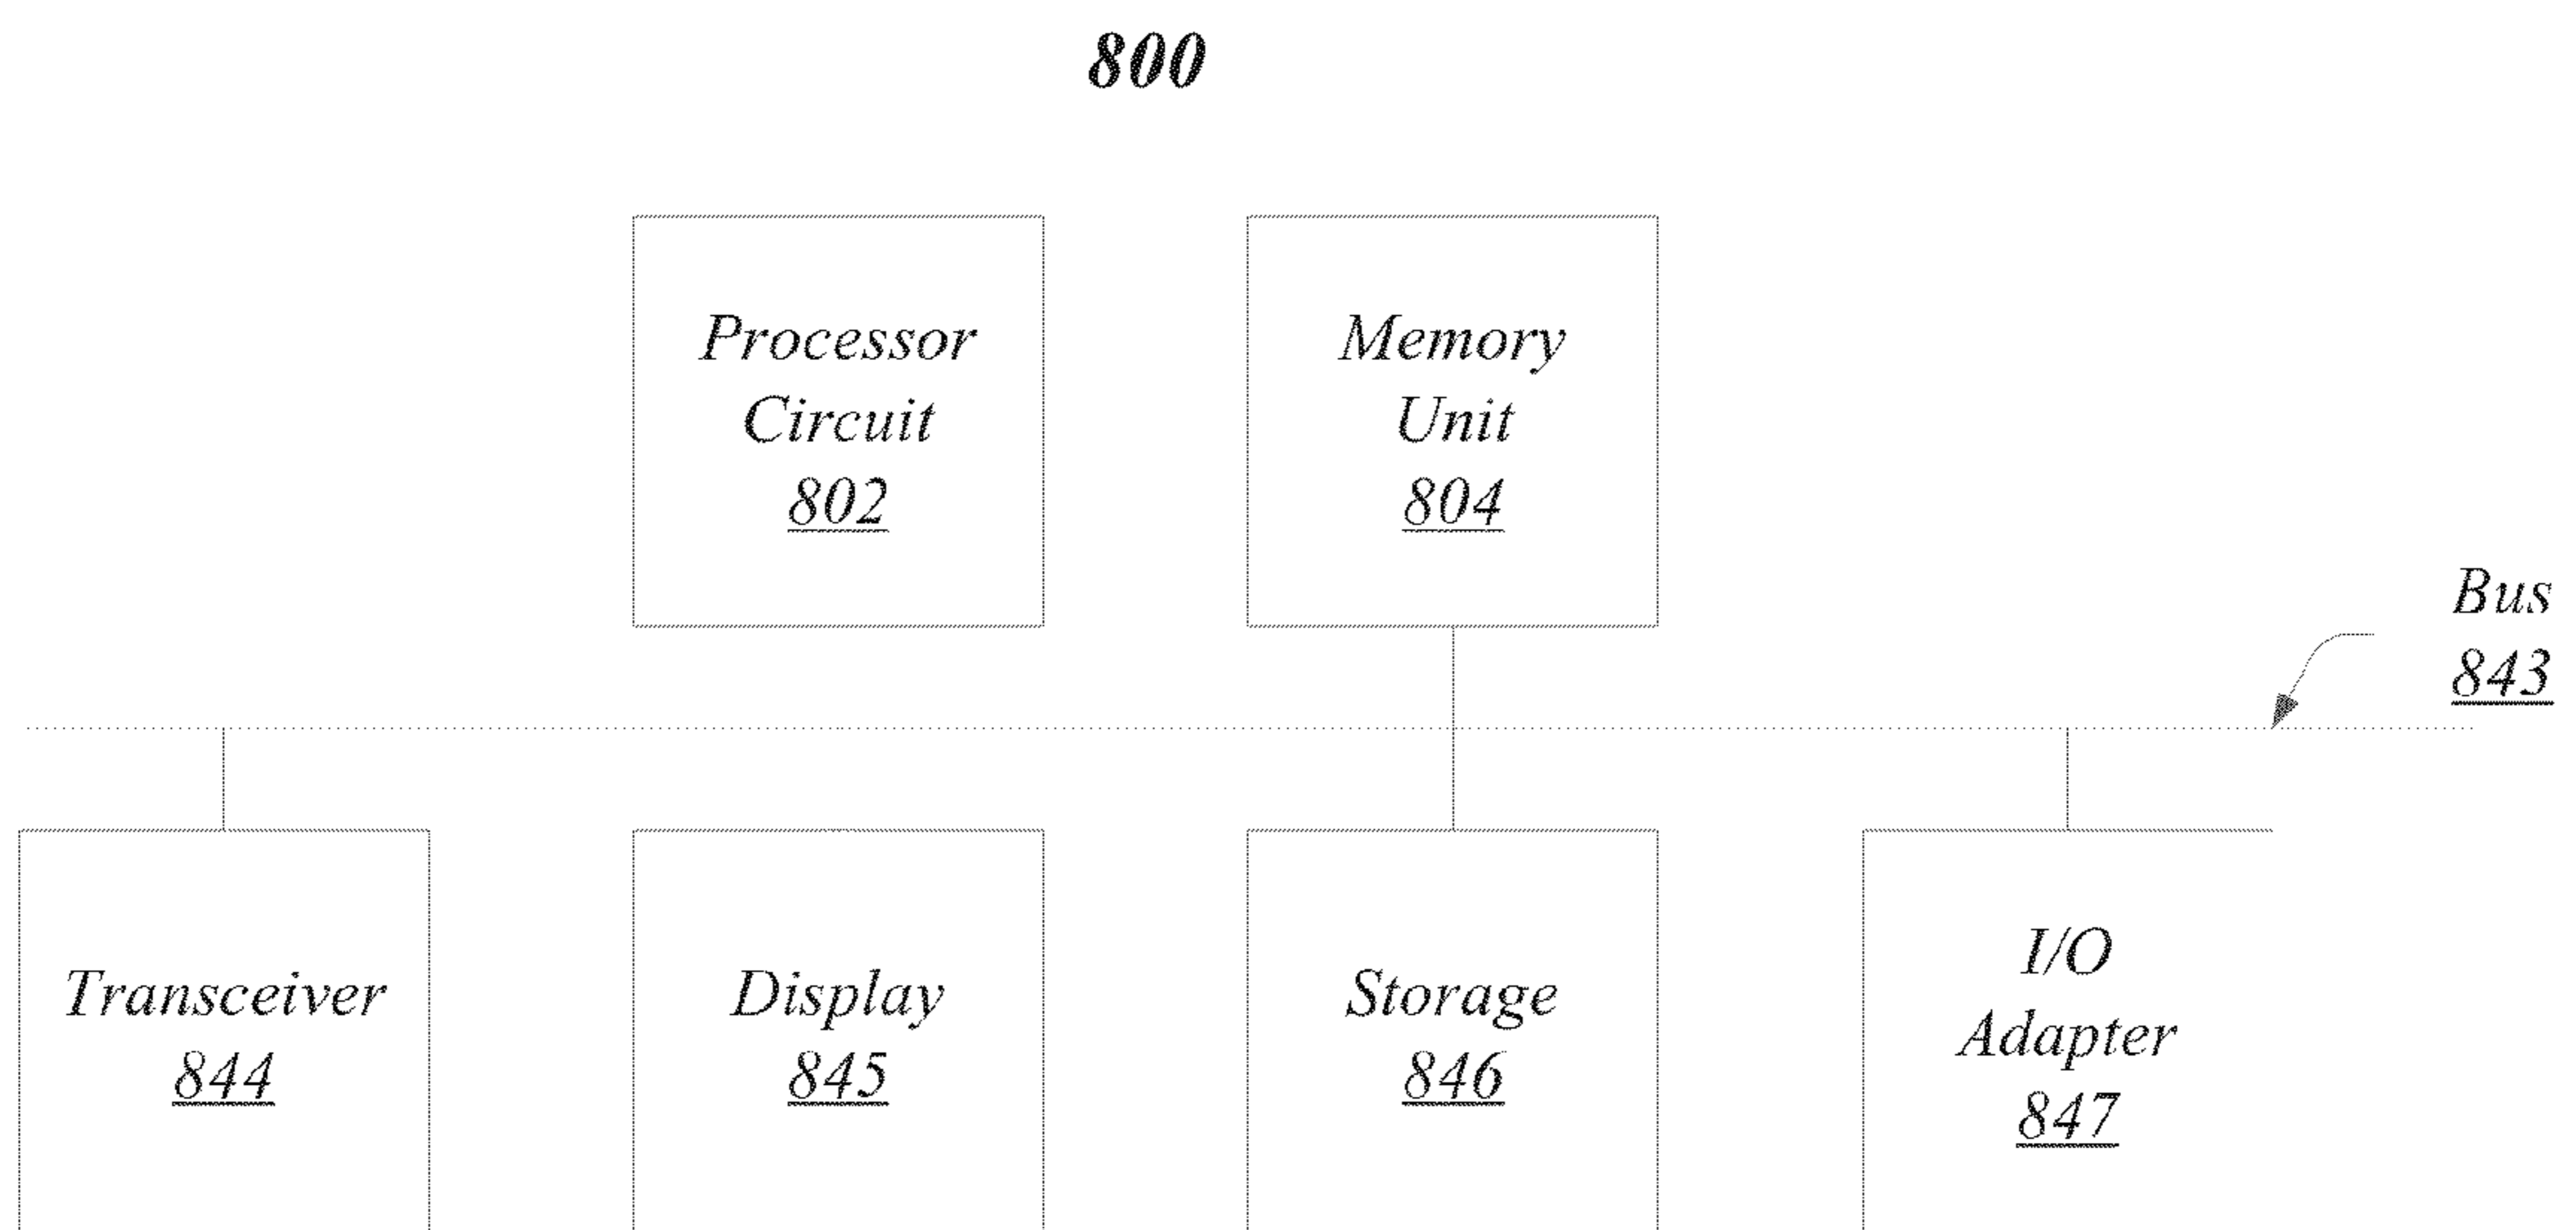 800
Processor
Circuit
802
Memory
Unit
804
Bus
843
Transceiver
844
Display
845
Storage
846
I/O
Adapter
847